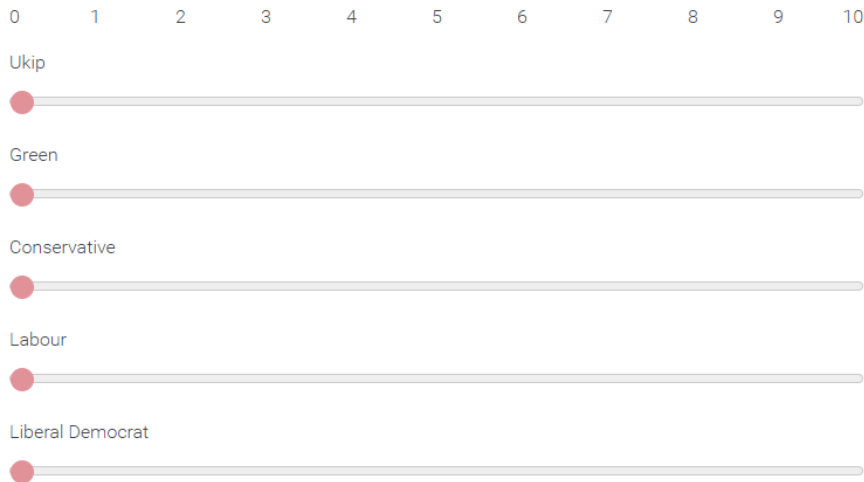 0 1 2 3 4 5 6 7 8 9 10
Ukip
Green
Conservative
Labour
Liberal Democrat